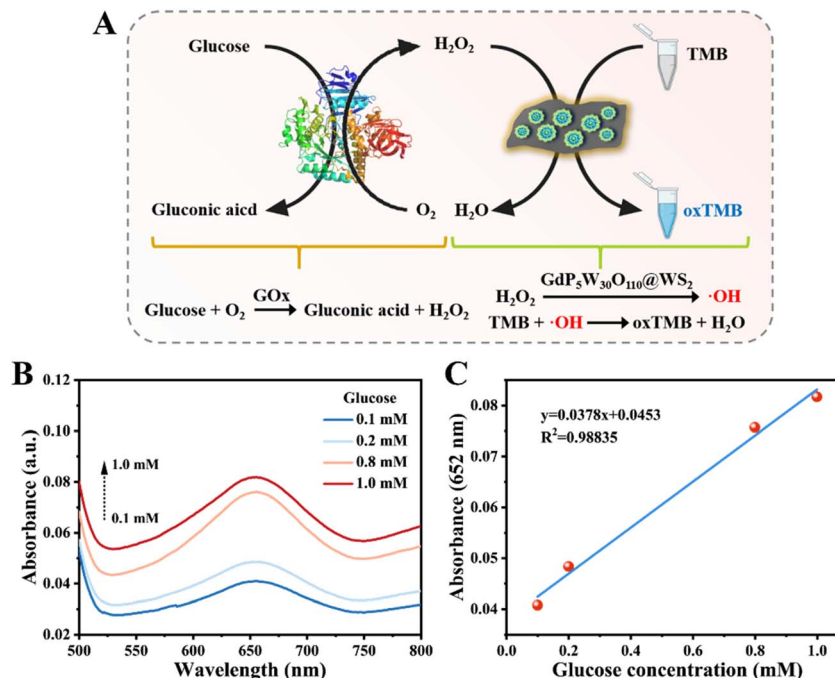 A
Glucose
H₂O₂
TMB
Gluconic aicd
O₂
H₂O
oxTMB
Glucose + O₂ GOx Gluconic acid + H₂O₂
GdP₅W₃₀O₁₁₀@WS₂
H₂O₂ ·OH
TMB + ·OH oxTMB + H₂O
B
Absorbance (a.u.)
0.12
0.10
0.08
0.06
0.04
0.02
Glucose
0.1 mM
0.2 mM
0.8 mM
1.0 mM
1.0 mM
0.1 mM
500 550 600 650 700 750 800
Wavelength (nm)
C
Absorbance (652 nm)
0.08
0.07
0.06
0.05
0.04
y=0.0378x+0.0453
R²=0.98835
0.0 0.2 0.4 0.6 0.8 1.0
Glucose concentration (mM)